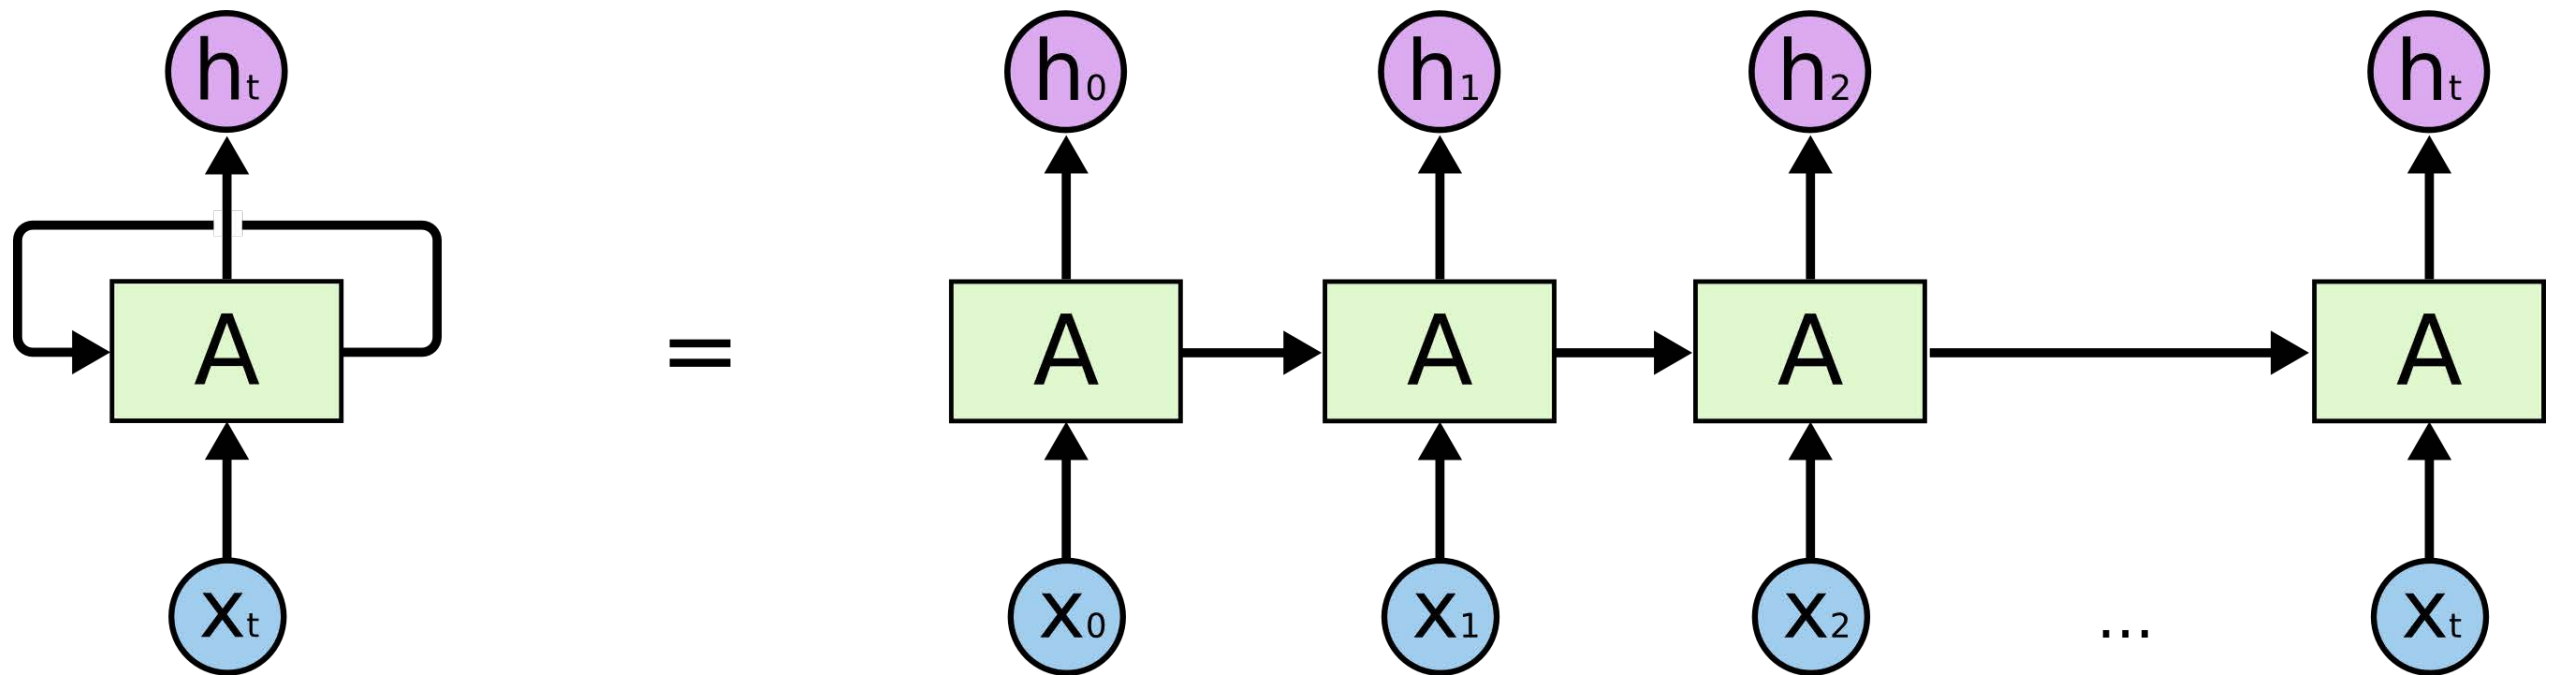 hₜ h₀ h₁ h₂ hₜ
A = A A A A
xₜ x₀ x₁ x₂ ... xₜ